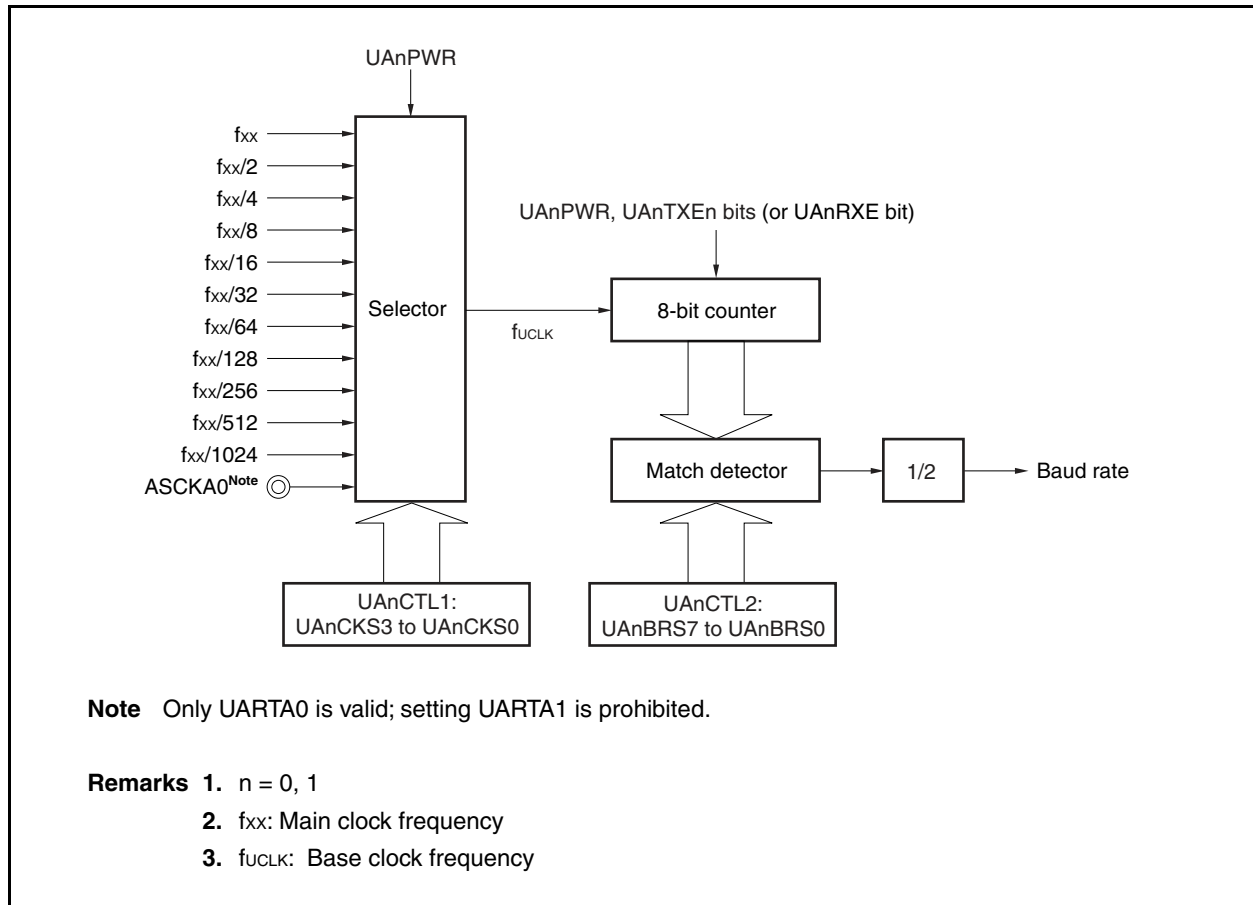 UAnPWR
fXX
fXX/2
fXX/4
fXX/8
fXX/16
fXX/32
fXX/64
fXX/128
fXX/256
fXX/512
fXX/1024
ASCKA0Note
Selector
fUCLK
UAnPWR, UAnTXEn bits (or UAnRXE bit)
8-bit counter
Match detector
1/2
Baud rate
UAnCTL1:
UAnCKS3 to UAnCKS0
UAnCTL2:
UAnBRS7 to UAnBRS0
Note Only UARTA0 is valid; setting UARTA1 is prohibited.
Remarks 1. n = 0, 1
2. fXX: Main clock frequency
3. fUCLK: Base clock frequency